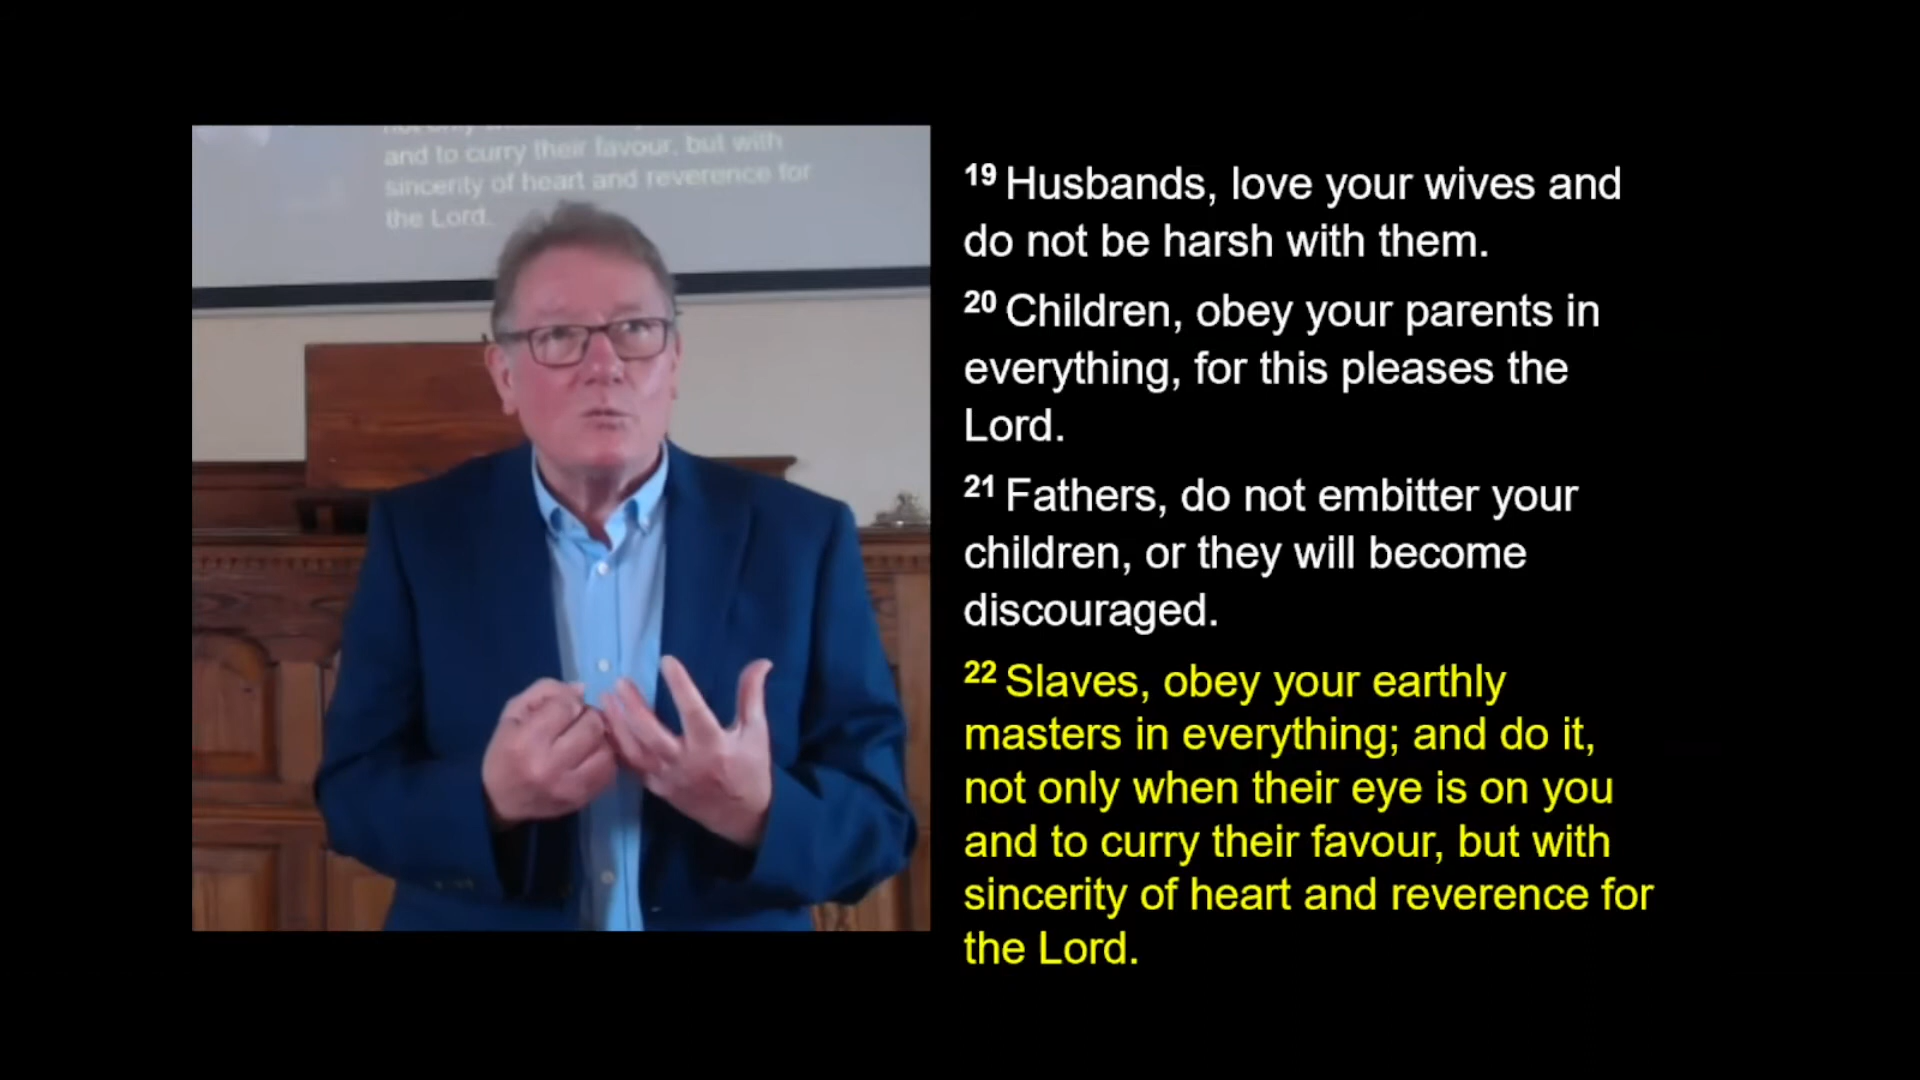 and to curry their favour, but with
sincerity of heart and reverence for
the Lord.
19 Husbands, love your wives and
do not be harsh with them.
20 Children, obey your parents in
everything, for this pleases the
Lord.
21 Fathers, do not embitter your
children, or they will become
discouraged.
22 Slaves, obey your earthly
masters in everything; and do it,
not only when their eye is on you
and to curry their favour, but with
sincerity of heart and reverence for
the Lord.